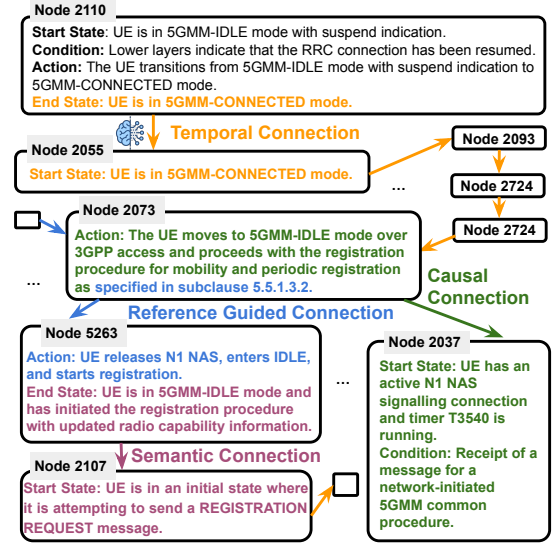 Node 2110
Start State: UE is in 5GMM-IDLE mode with suspend indication.
Condition: Lower layers indicate that the RRC connection has been resumed.
Action: The UE transitions from 5GMM-IDLE mode with suspend indication to
5GMM-CONNECTED mode.
End State: UE is in 5GMM-CONNECTED mode.
Temporal Connection
Node 2055
Start State: UE is in 5GMM-CONNECTED mode.
...
Node 2093
Node 2724
Node 2724
Node 2073
Action: The UE moves to 5GMM-IDLE mode over
3GPP access and proceeds with the registration
procedure for mobility and periodic registration
as specified in subclause 5.5.1.3.2.
...
Causal
Connection
Reference Guided Connection
Node 5263
Action: UE releases N1 NAS, enters IDLE,
and starts registration.
End State: UE is in 5GMM-IDLE mode and
has initiated the registration procedure
with updated radio capability information.
...
Node 2037
Start State: UE has an
active N1 NAS
signalling connection
and timer T3540 is
running.
Condition: Receipt of a
message for a
network-initiated
5GMM common
procedure.
Semantic Connection
Node 2107
Start State: UE is in an initial state where
it is attempting to send a REGISTRATION
REQUEST message.